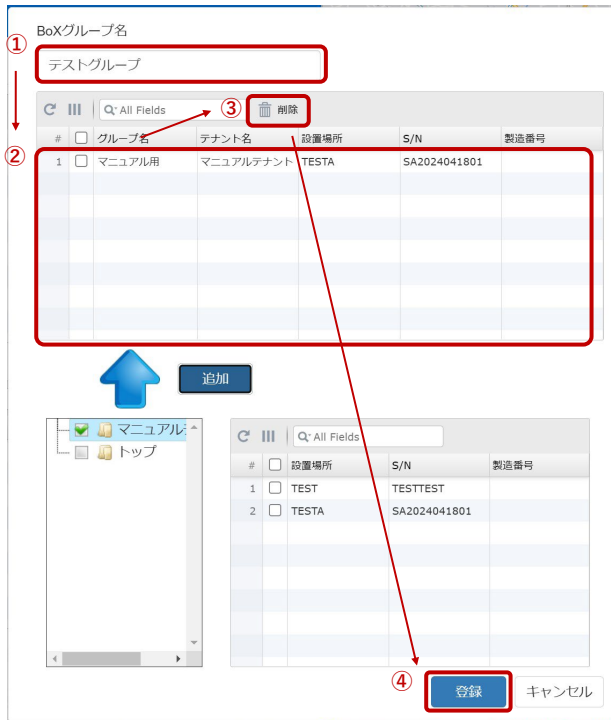 BoXグループ名
①
テストグループ
All Fields ③ 削除
# グループ名 テナント名 設置場所 S/N 製造番号
②
1 マニュアル用 マニュアルテナント TESTA SA2024041801
追加
マニュアルテ
トップ
All Fields
# 設置場所 S/N 製造番号
1 TEST TESTTEST
2 TESTA SA2024041801
④
登録 キャンセル